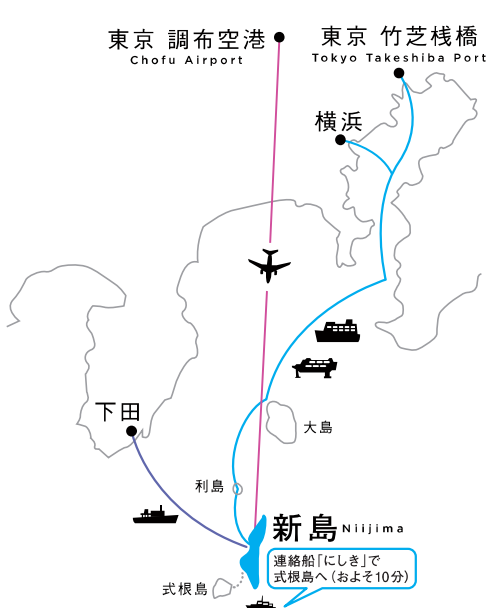 東京 調布空港
Chofu Airport
東京 竹芝桟橋
Tokyo Takeshiba Port
横浜
下田
大島
利島
新島 Niijima
連絡船「にしき」で
式根島へ（およそ10分）
式根島